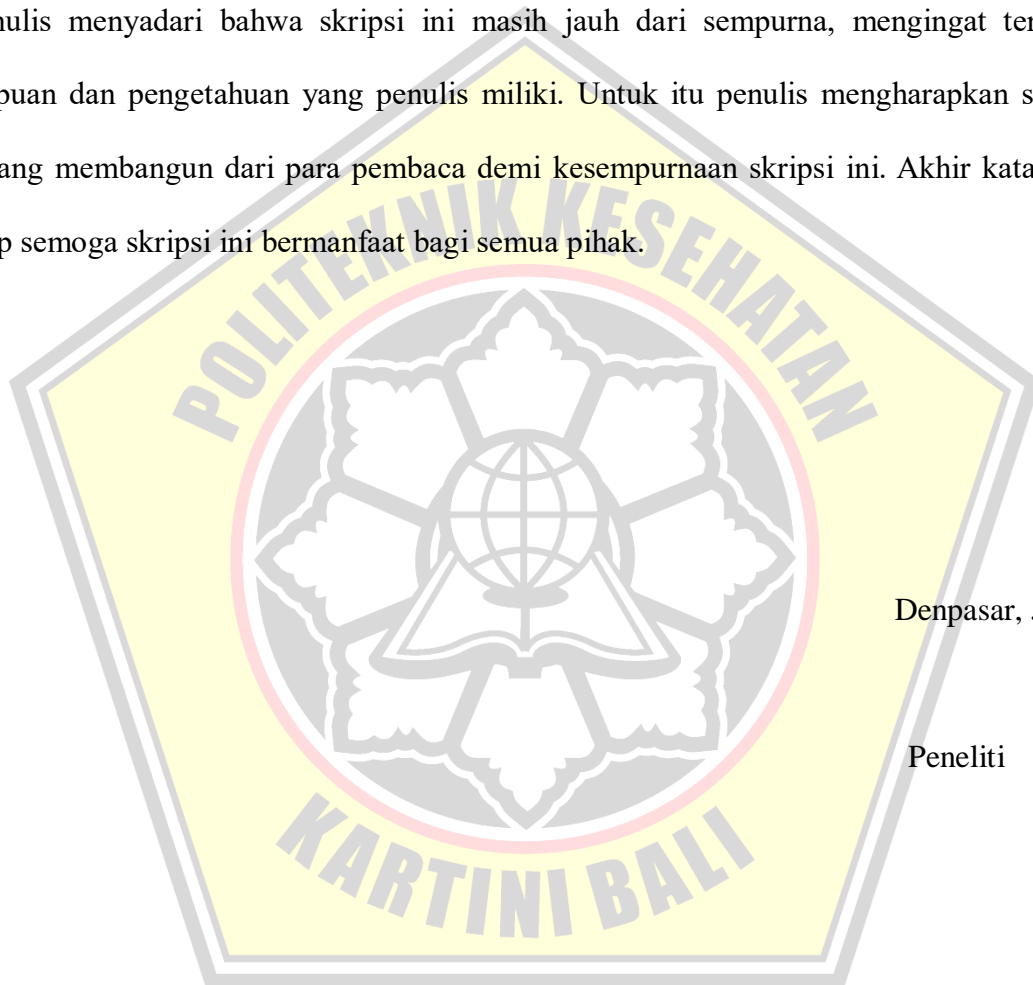 nulis menyadari bahwa skripsi ini masih jauh dari sempurna, mengingat ter
puan dan pengetahuan yang penulis miliki. Untuk itu penulis mengharapkan s
ang membangun dari para pembaca demi kesempurnaan skripsi ini. Akhir kata
p semoga skripsi ini bermanfaat bagi semua pihak.
POLITEKNIK KESEHATAN
Denpasar, .
Peneliti
KARTINI BALI